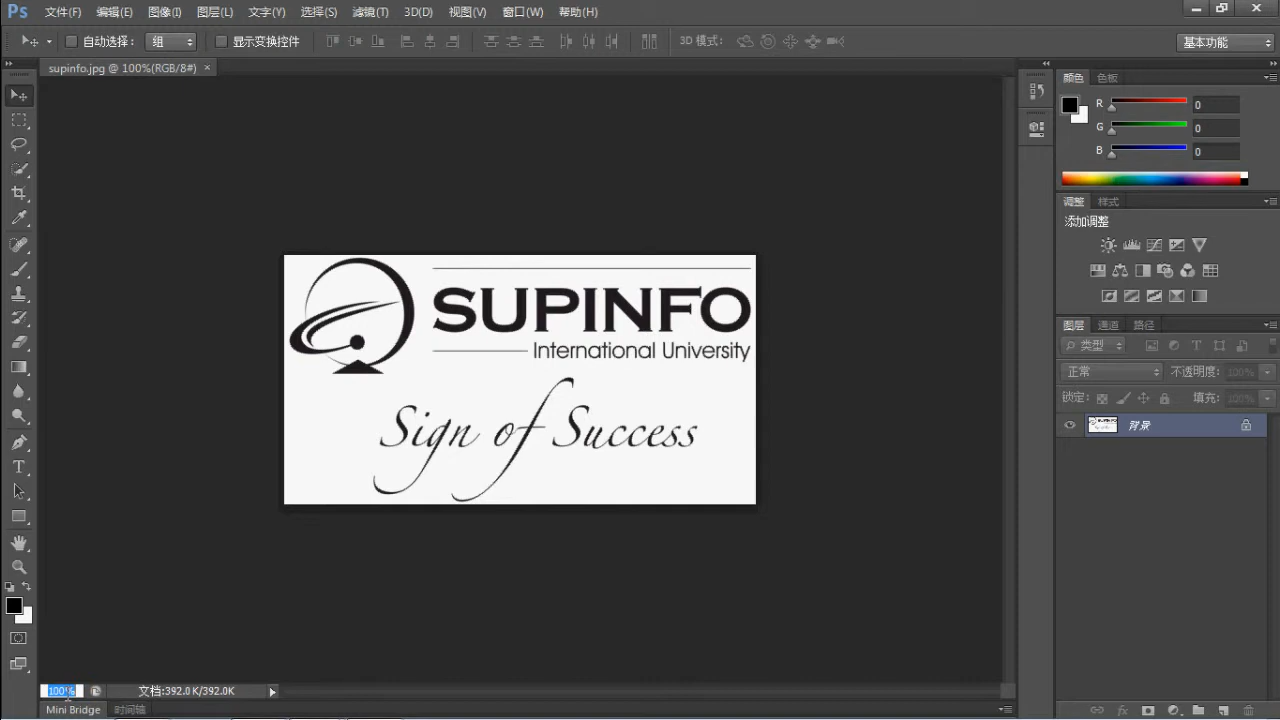 Ps 文件(F) 编辑(E) 图像(I) 图层(L) 文字(Y) 选择(S) 滤镜(T) 3D(D) 视图(V) 窗口(W) 帮助(H)
自动选择： 组 显示变换控件 3D 模式： 基本功能
supinfo.jpg @ 100%(RGB/8#) ×
颜色 色板
R 0
G 0
B 0
调整 样式
添加调整
SUPINFO
International University
Sign of Success
图层 通道 路径
类型
正常 不透明度： 100%
锁定： 填充： 100%
背景
100% 文档:392.0K/392.0K
Mini Bridge 时间轴